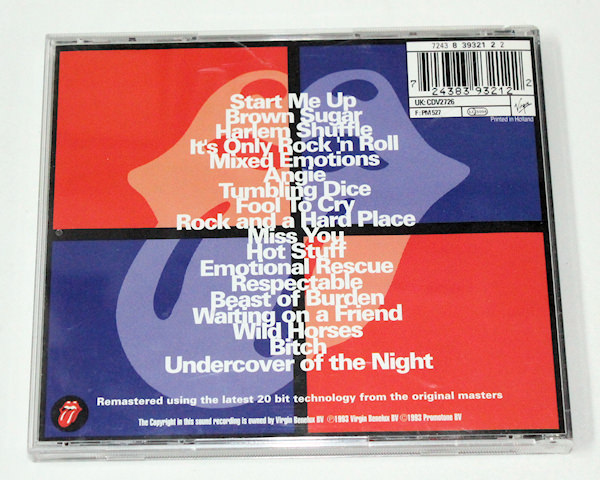 7243 8 39321 2 2
7 24383 93212 2
UK: CDV2726
F: PM 527
Virgin
Printed in Holland
Start Me Up
Brown Sugar
Harlem Shuffle
It's Only Rock 'n Roll
Mixed Emotions
Angie
Tumbling Dice
Fool To Cry
Rock and a Hard Place
Miss You
Hot Stuff
Emotional Rescue
Respectable
Beast of Burden
Waiting on a Friend
Wild Horses
Bitch
Undercover of the Night
Remastered using the latest 20 bit technology from the original masters
The Copyright in this sound recording is owned by Virgin Benelux BV ℗1993 Virgin Benelux BV ©1993 Promotone BV